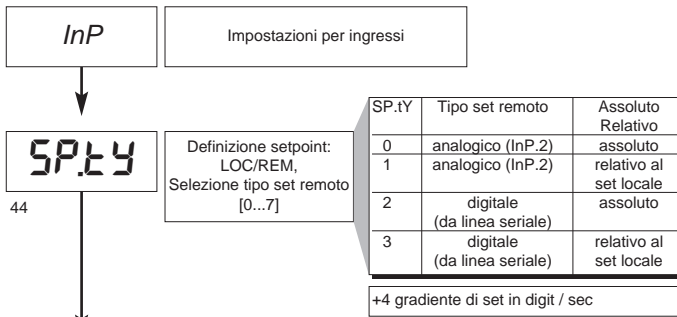 InP
Impostazioni per ingressi
SP.tY
44
Definizione setpoint:
LOC/REM,
Selezione tipo set remoto
[0...7]
SP.tY Tipo set remoto Assoluto
Relativo
0 analogico (InP.2) assoluto
1 analogico (InP.2) relativo al
set locale
2 digitale assoluto
(da linea seriale)
3 digitale relativo al
(da linea seriale) set locale
+4 gradiente di set in digit / sec